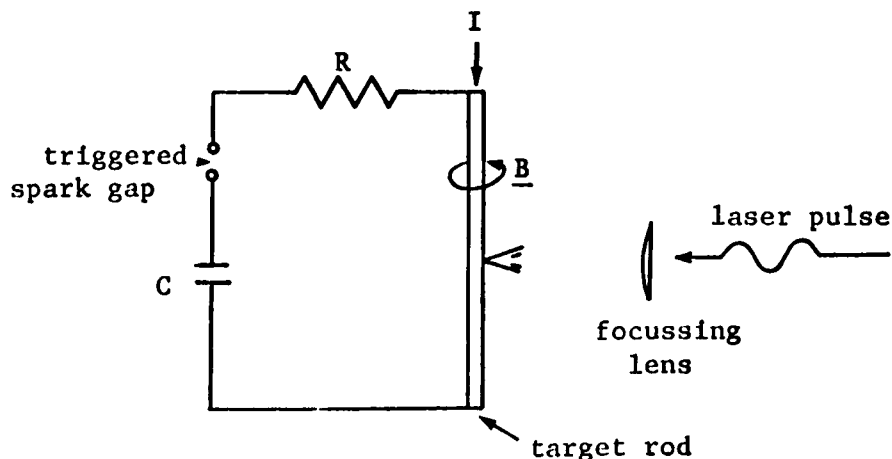 I
R
triggered
spark gap
B
laser pulse
C
focussing
lens
target rod